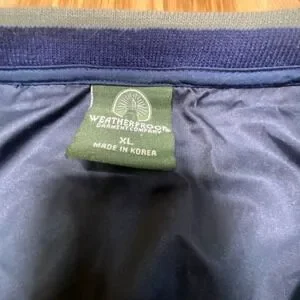 WEATHERPROOF
GARMENT COMPANY
XL
MADE IN KOREA